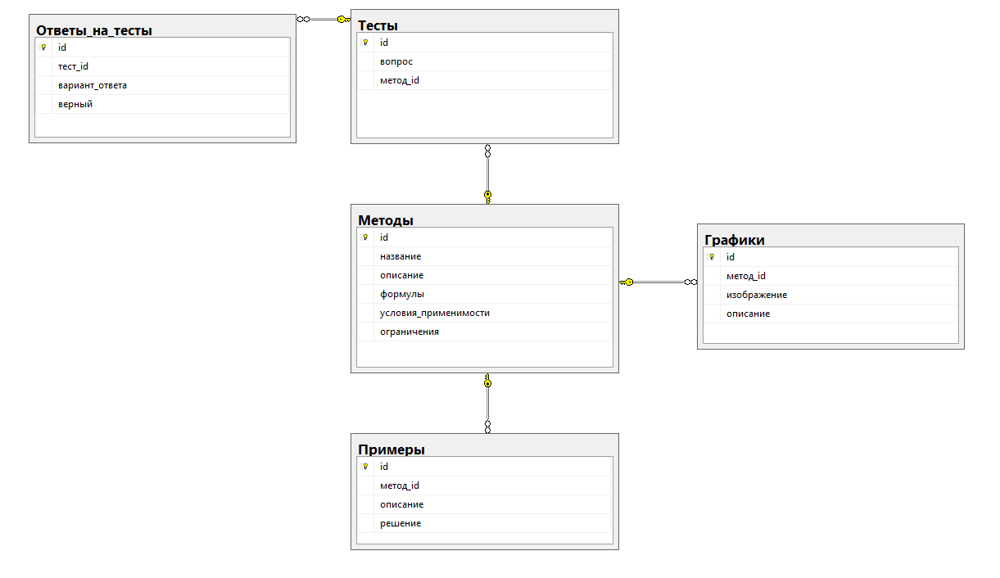 Ответы_на_тесты
id
тест_id
вариант_ответа
верный
Тесты
id
вопрос
метод_id
Методы
id
название
описание
формулы
условия_применимости
ограничения
Графики
id
метод_id
изображение
описание
Примеры
id
метод_id
описание
решение